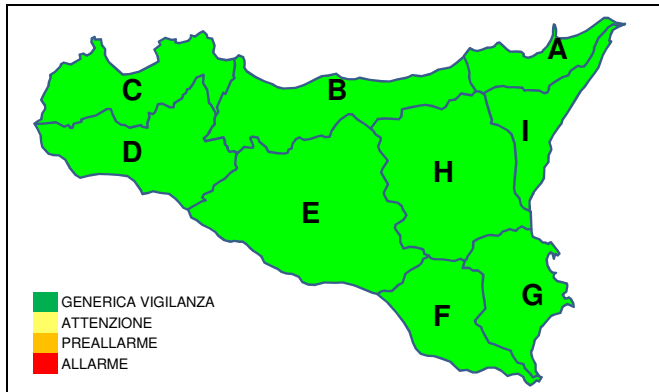 A
B
C
I
D
H
E
G
F
GENERICA VIGILANZA
ATTENZIONE
PREALLARME
ALLARME